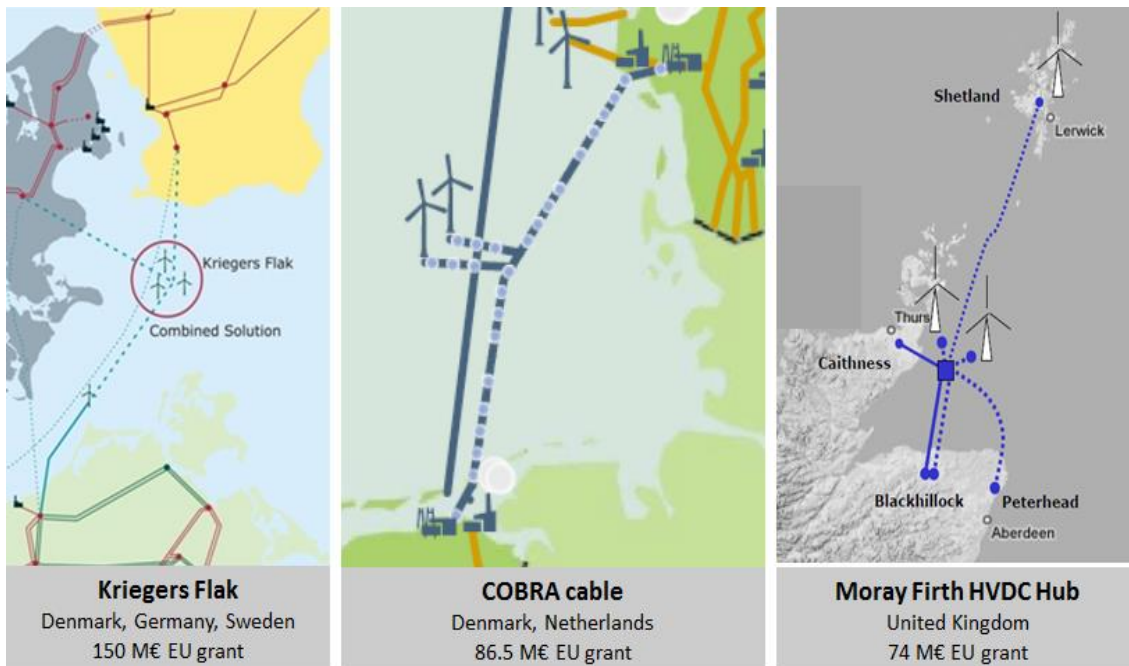 Kriegers Flak
Combined Solution
Kriegers Flak
Denmark, Germany, Sweden
150 M€ EU grant
COBRA cable
Denmark, Netherlands
86.5 M€ EU grant
Shetland
Lerwick
Thurs
Caithness
Blackhillock
Peterhead
Aberdeen
Moray Firth HVDC Hub
United Kingdom
74 M€ EU grant